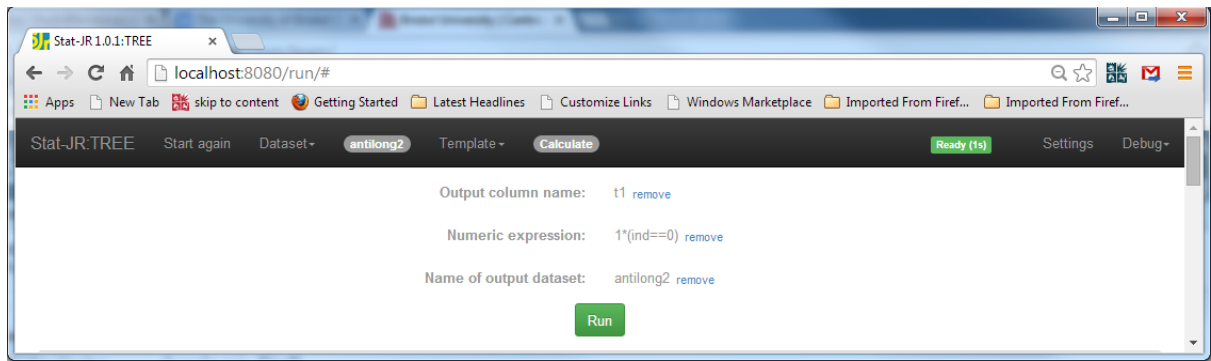 Stat-JR 1.0.1:TREE
localhost:8080/run/#
Apps New Tab skip to content Getting Started Latest Headlines Customize Links Windows Marketplace Imported From Firef... Imported From Firef...
Stat-JR:TREE Start again Dataset antilong2 Template Calculate Ready (1s) Settings Debug
Output column name: t1 remove
Numeric expression: 1*(ind==0) remove
Name of output dataset: antilong2 remove
Run